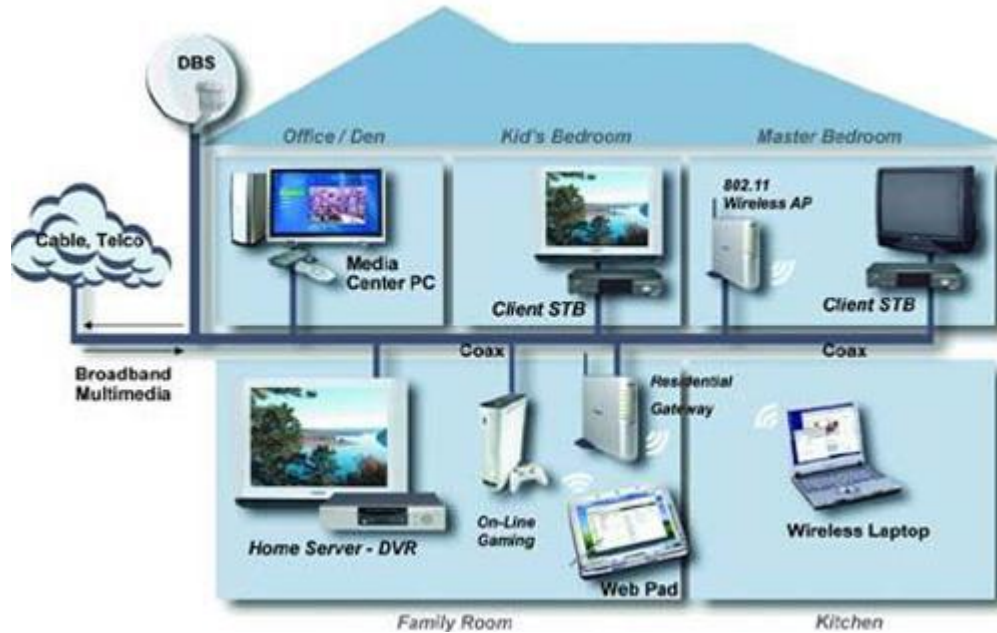 DBS
Office / Den
Kid's Bedroom
Master Bedroom
802.11
Wireless AP
Cable, Telco
Media
Center PC
Client STB
Client STB
Coax
Coax
Broadband
Multimedia
Residential
Gateway
On-Line
Gaming
Wireless Laptop
Home Server - DVR
Web Pad
Family Room
Kitchen